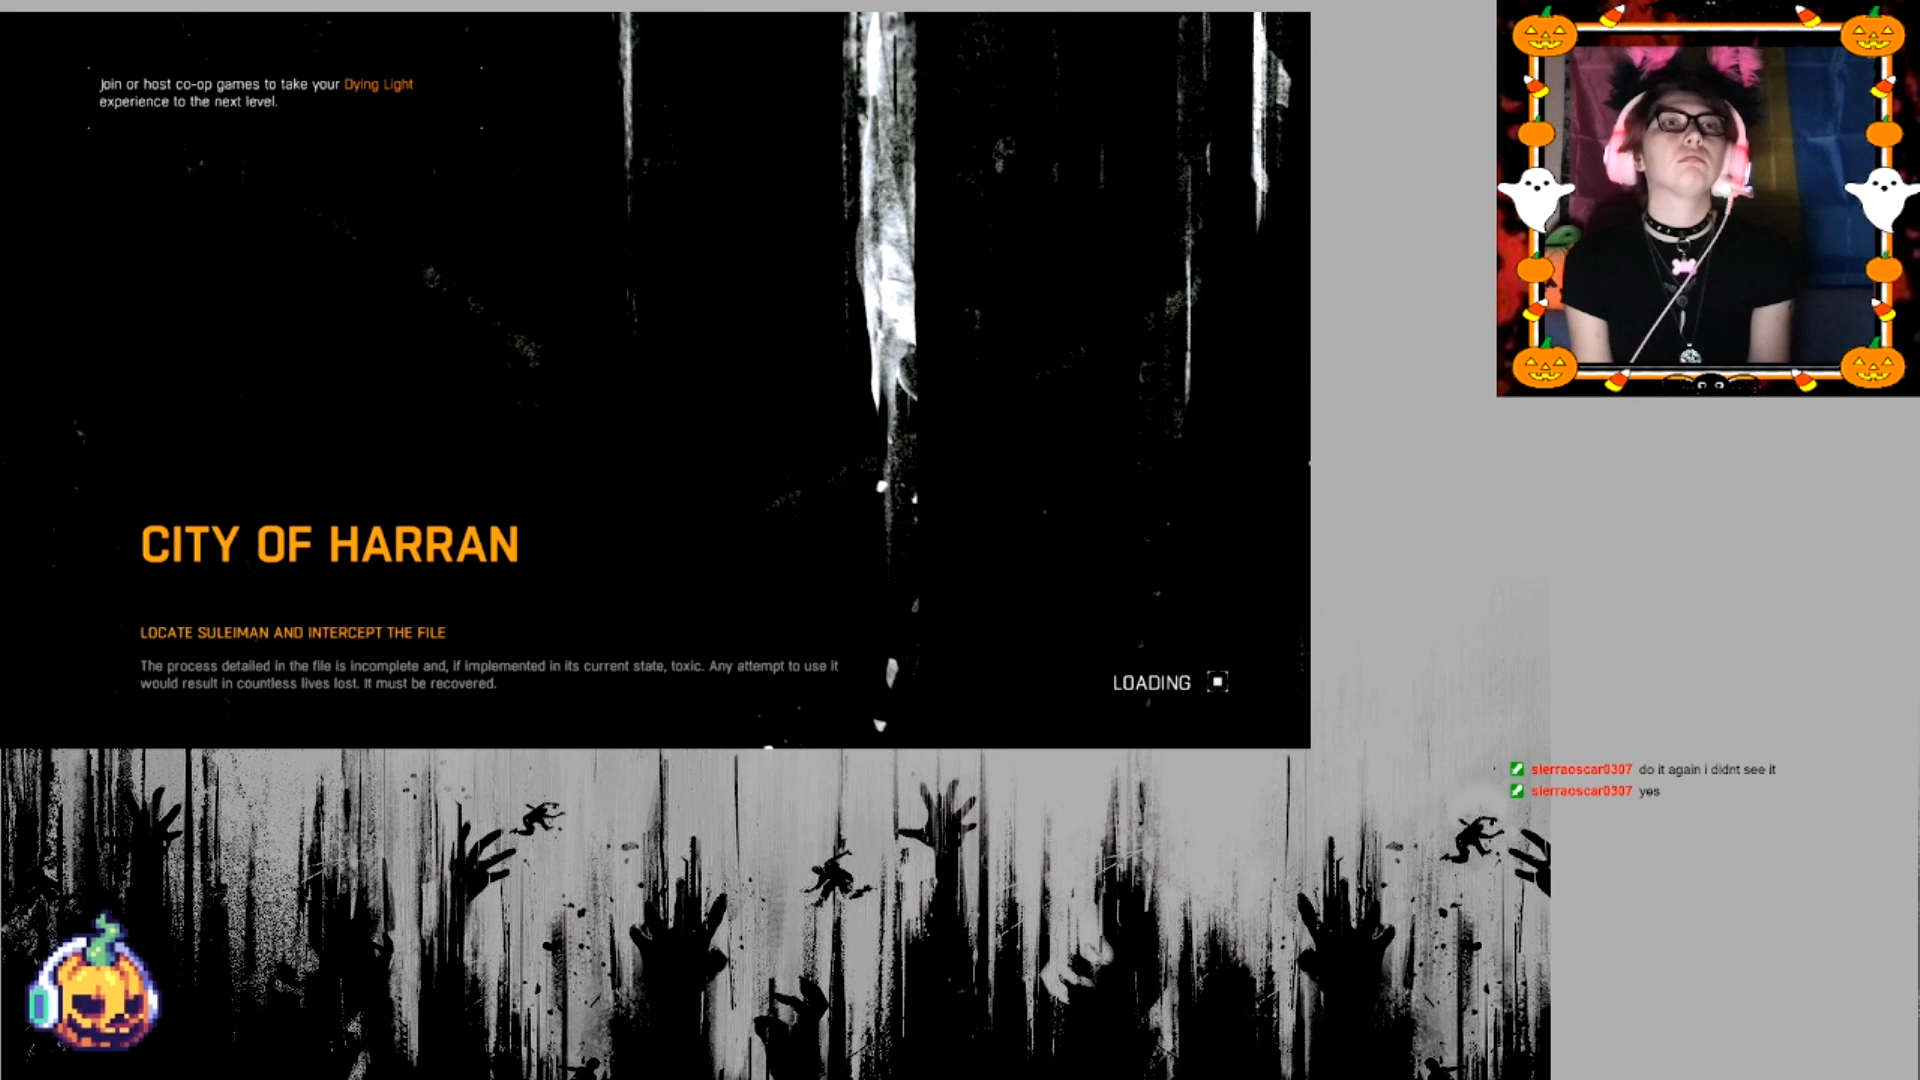 Join or host co-op games to take your Dying Light
experience to the next level.
CITY OF HARRAN
LOCATE SULEIMAN AND INTERCEPT THE FILE
The process detailed in the file is incomplete and, if implemented in its current state, toxic. Any attempt to use it
would result in countless lives lost. It must be recovered.
LOADING
sierraoscar0307 do it again i didnt see it
sierraoscar0307 yes